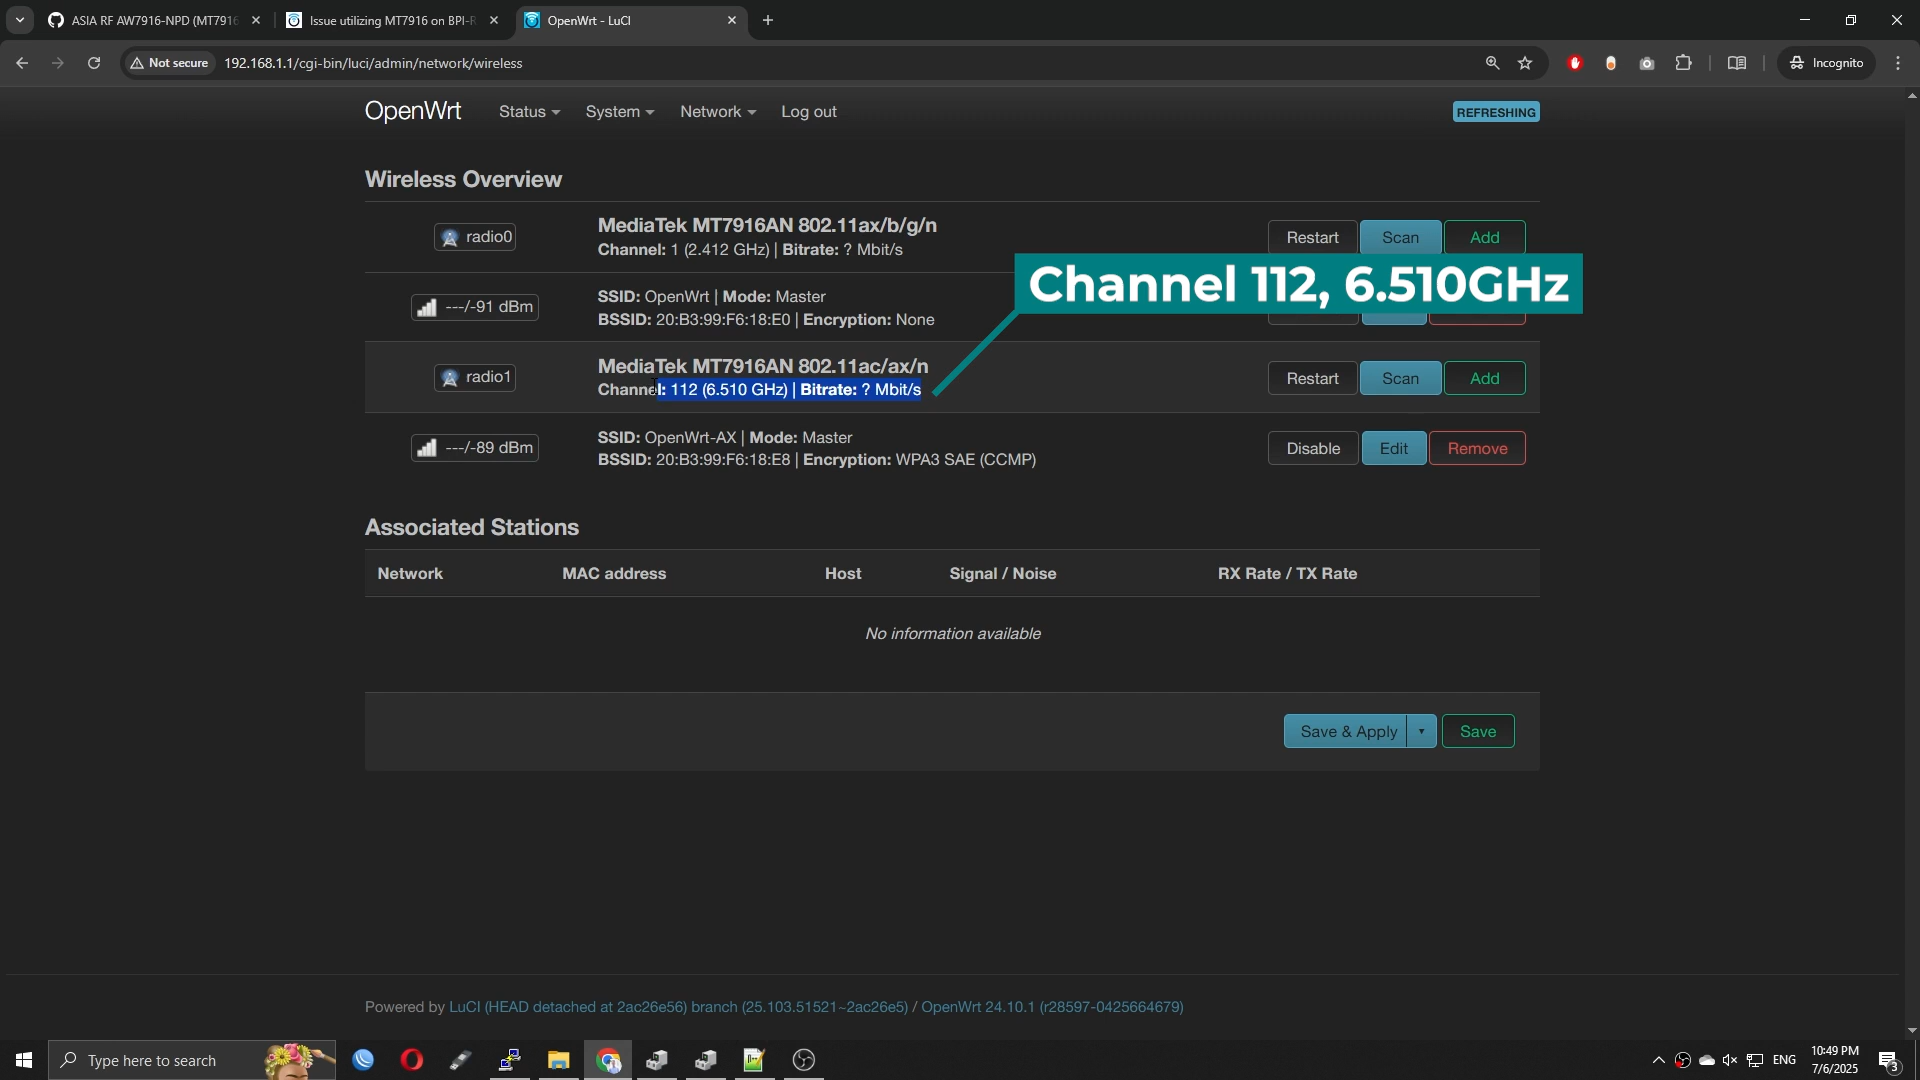 ASIA RF AW7916-NPD (MT7916
Issue utilizing MT7916 on BPI-R
OpenWrt - LuCI
Not secure
192.168.1.1/cgi-bin/luci/admin/network/wireless
Incognito
OpenWrt
Status
System
Network
Log out
REFRESHING
Wireless Overview
radio0
MediaTek MT7916AN 802.11ax/b/g/n
Channel: 1 (2.412 GHz) | Bitrate: ? Mbit/s
Restart
Scan
Add
Channel 112, 6.510GHz
---/-91 dBm
SSID: OpenWrt | Mode: Master
BSSID: 20:B3:99:F6:18:E0 | Encryption: None
radio1
MediaTek MT7916AN 802.11ac/ax/n
Channel: 112 (6.510 GHz) | Bitrate: ? Mbit/s
Restart
Scan
Add
---/-89 dBm
SSID: OpenWrt-AX | Mode: Master
BSSID: 20:B3:99:F6:18:E8 | Encryption: WPA3 SAE (CCMP)
Disable
Edit
Remove
Associated Stations
Network
MAC address
Host
Signal / Noise
RX Rate / TX Rate
No information available
Save & Apply
Save
Powered by LuCI (HEAD detached at 2ac26e56) branch (25.103.51521~2ac26e5) / OpenWrt 24.10.1 (r28597-0425664679)
Type here to search
ENG
10:49 PM
7/6/2025
3